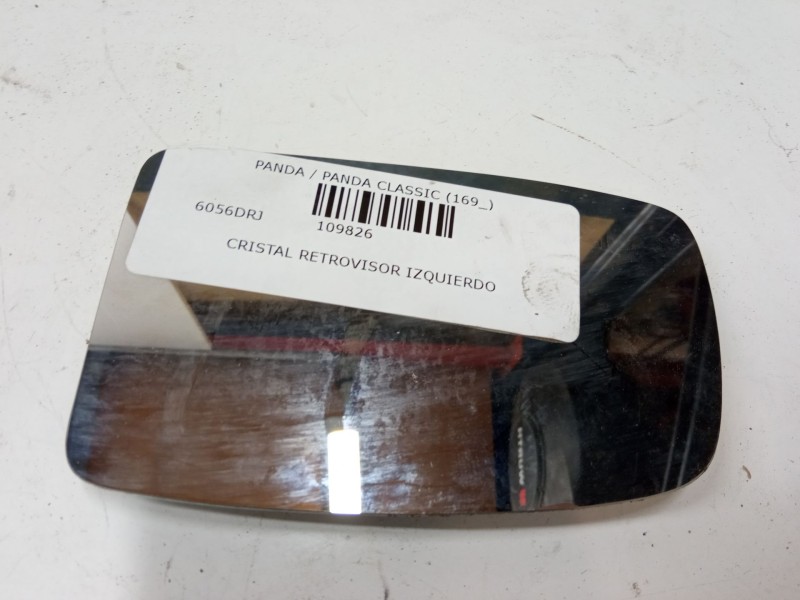 PANDA / PANDA CLASSIC (169_)
6056DRJ
109826
CRISTAL RETROVISOR IZQUIERDO